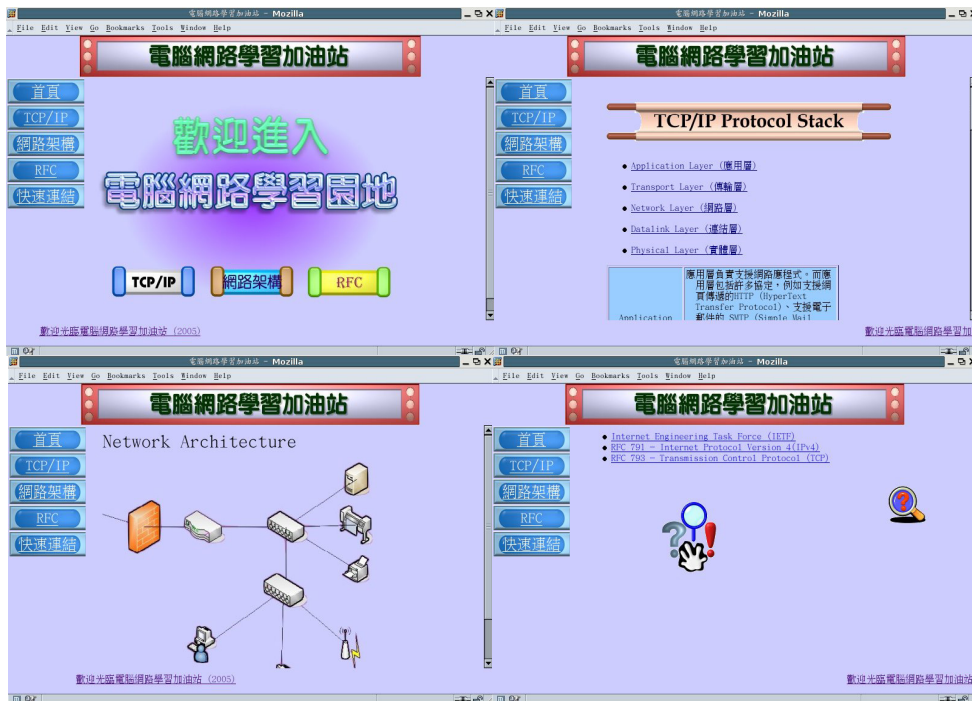 電腦網路學習加油站 - Mozilla
File Edit View Go Bookmarks Tools Window Help
電腦網路學習加油站
首頁
TCP/IP
網路架構
RFC
快速連結
歡迎進入
電腦網路學習園地
TCP/IP
網路架構
RFC
歡迎光臨電腦網路學習加油站 (2005)
電腦網路學習加油站 - Mozilla
File Edit View Go Bookmarks Tools Window Help
電腦網路學習加油站
首頁
TCP/IP
網路架構
RFC
快速連結
TCP/IP Protocol Stack
Application Layer (應用層)
Transport Layer (傳輸層)
Network Layer (網路層)
Datalink Layer (連結層)
Physical Layer (實體層)
應用層負責支援網路應程式。而應
用層包括許多協定，例如支援網
頁傳遞的HTTP (HyperText
Transfer Protocol)、支援電子
郵件的 SMTP (Simple Mail
Application
歡迎光臨電腦網路學習加
電腦網路學習加油站 - Mozilla
File Edit View Go Bookmarks Tools Window Help
電腦網路學習加油站
首頁
TCP/IP
網路架構
RFC
快速連結
Network Architecture
歡迎光臨電腦網路學習加油站 (2005)
電腦網路學習加油站 - Mozilla
File Edit View Go Bookmarks Tools Window Help
電腦網路學習加油站
首頁
TCP/IP
網路架構
RFC
快速連結
Internet Engineering Task Force (IETF)
RFC 791 - Internet Protocol Version 4(IPv4)
RFC 793 - Transmission Control Protocol (TCP)
歡迎光臨電腦網路學習加油站